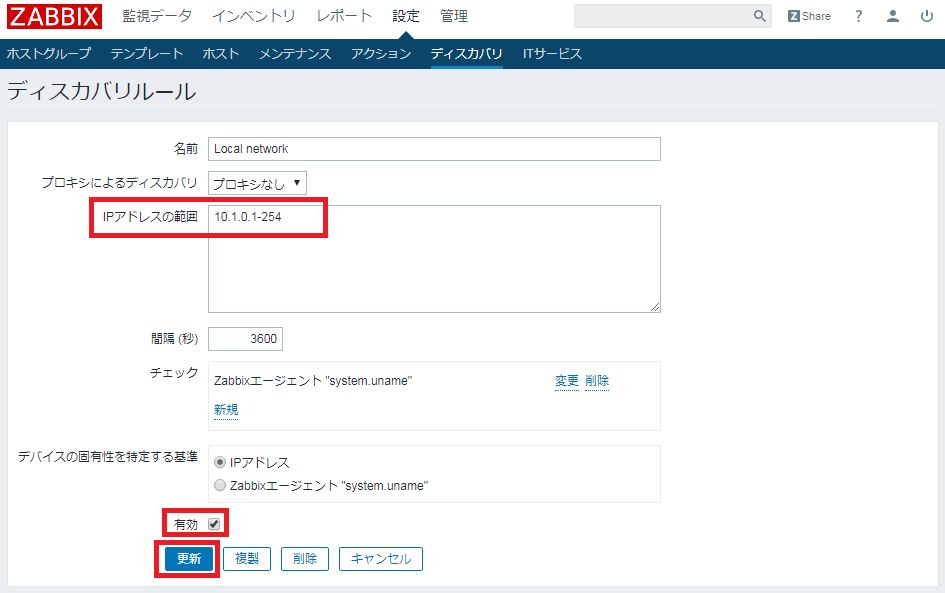 ZABBIX 監視データ インベントリ レポート 設定 管理 Z Share ?
ホストグループ テンプレート ホスト メンテナンス アクション ディスカバリ ITサービス
ディスカバリルール
名前 Local network
プロキシによるディスカバリ プロキシなし ▼
IPアドレスの範囲 10.1.0.1-254
間隔 (秒) 3600
チェック Zabbixエージェント "system.uname" 変更 削除
新規
デバイスの固有性を特定する基準 IPアドレス
Zabbixエージェント "system.uname"
有効
更新 複製 削除 キャンセル